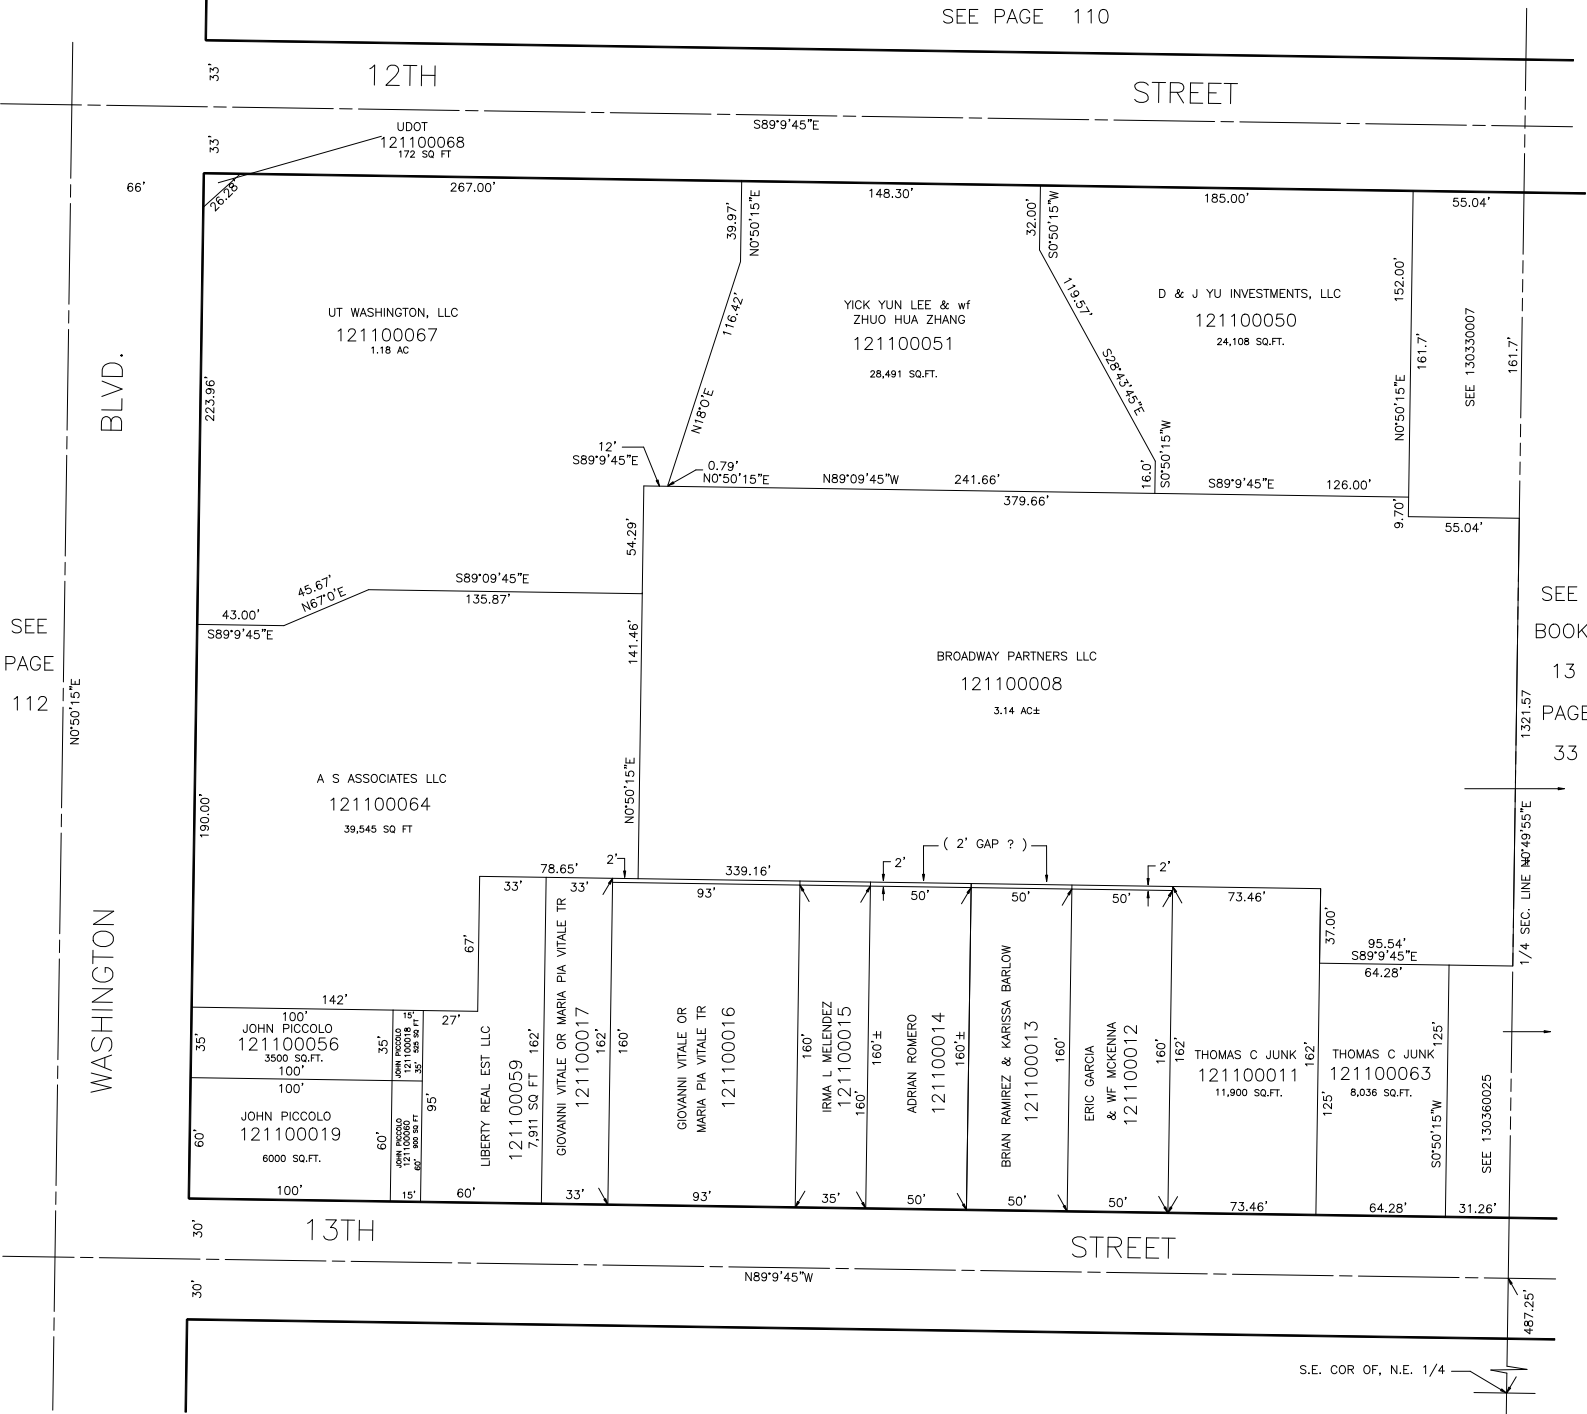 SEE PAGE 110
33'
12TH
STREET
S89°9'45"E
33'
UDOT
121100068
172 SQ FT
66'
26.28'
267.00'
148.30'
185.00'
55.04'
39.97'
N0°50'15"E
32.00'
S0°50'15"W
UT WASHINGTON, LLC
121100067
1.18 AC
116.42'
N18°0'E
YICK YUN LEE & wf
ZHUO HUA ZHANG
121100051
28,491 SQ.FT.
119.57'
S28°43'45"E
D & J YU INVESTMENTS, LLC
121100050
24,108 SQ.FT.
152.00'
N0°50'15"E
161.7'
SEE 130330007
161.7'
BLVD.
223.96'
12'
S89°9'45"E
0.79'
N0°50'15"E
N89°09'45"W
241.66'
379.66'
16.0'
S0°50'15"W
S89°9'45"E
126.00'
9.70'
55.04'
54.29'
S89°09'45"E
135.87'
45.67'
N67°0'E
43.00'
S89°9'45"E
SEE
PAGE
112
N0°50'15"E
141.46'
N0°50'15"E
BROADWAY PARTNERS LLC
121100008
3.14 AC±
SEE
BOOK
13
PAGE
33
1321.57
N0°49'55"E
1/4 SEC. LINE
A S ASSOCIATES LLC
121100064
39,545 SQ FT
190.00'
WASHINGTON
78.65'
2'
339.16'
2'
( 2' GAP ? )
2'
33'
33'
93'
50'
50'
50'
73.46'
37.00'
95.54'
S89°9'45"E
64.28'
67'
142'
100'
JOHN PICCOLO
121100056
3500 SQ.FT.
100'
35'
35'
15'
JOHN PICCOLO
121100018
525 SQ FT
35'
27'
100'
JOHN PICCOLO
121100019
6000 SQ.FT.
100'
60'
60'
JOHN PICCOLO
121100060
900 SQ FT
60'
15'
95'
LIBERTY REAL EST LLC
121100059
7,911 SQ FT
162'
60'
GIOVANNI VITALE OR MARIA PIA VITALE TR
121100017
162'
33'
160'
GIOVANNI VITALE OR
MARIA PIA VITALE TR
121100016
93'
160'
IRMA L MELENDEZ
121100015
160'
35'
160'±
ADRIAN ROMERO
121100014
160'±
50'
BRIAN RAMIREZ & KARISSA BARLOW
121100013
160'
50'
ERIC GARCIA
& WF MCKENNA
121100012
160'
50'
162'
THOMAS C JUNK
121100011
11,900 SQ.FT.
162'
73.46'
125'
THOMAS C JUNK
121100063
8,036 SQ.FT.
125'
S0°50'15"W
64.28'
SEE 130360025
31.26'
30'
13TH
STREET
N89°9'45"W
30'
487.25'
S.E. COR OF, N.E. 1/4